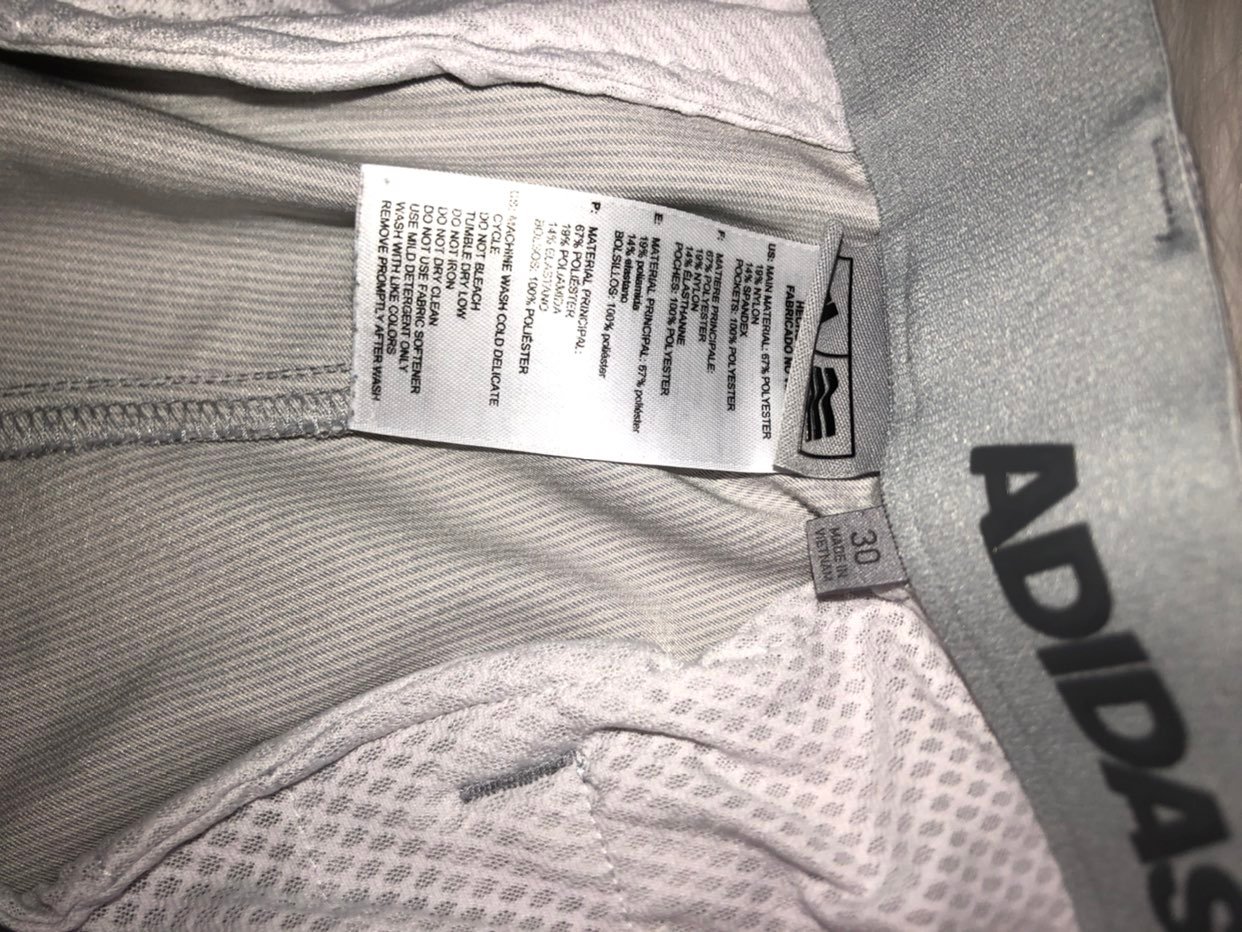 FABRICADO
US: MAIN MATERIAL: 67% POLYESTER
19% NYLON
14% SPANDEX
POCKETS: 100% POLYESTER
F: MATIERE PRINCIPALE:
67% POLYESTER
19% NYLON
14% ÉLASTHANNE
POCHES: 100% POLYESTER
E: MATERIAL PRINCIPAL: 67% poliéster
19% poliamida
14% elastano
BOLSILLOS: 100% poliéster
P: MATERIAL PRINCIPAL:
67% POLIÉSTER
19% POLIAMIDA
14% ELASTANO
BOLSOS: 100% POLIÉSTER
US: MACHINE WASH COLD DELICATE
CYCLE
DO NOT BLEACH
TUMBLE DRY LOW
DO NOT IRON
DO NOT DRY CLEAN
DO NOT USE FABRIC SOFTENER
USE MILD DETERGENT ONLY
WASH WITH LIKE COLORS
REMOVE PROMPTLY AFTER WASH
30
MADE IN
VIETNAM
ADIDAS